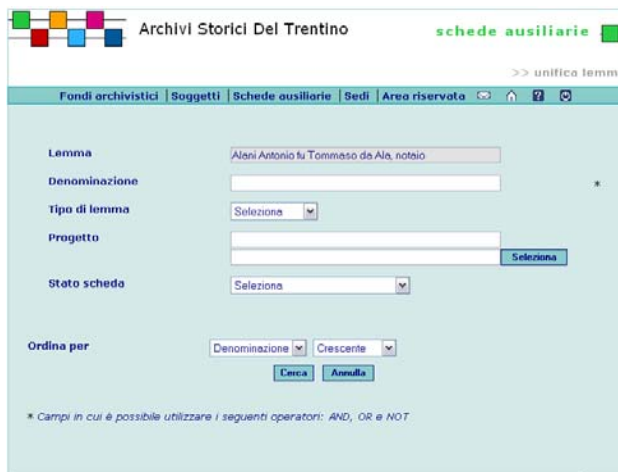 Archivi Storici Del Trentino
schede ausiliarie
>> unifica lemm
Fondi archivistici | Soggetti | Schede ausiliarie | Sedi | Area riservata ?
Lemma Alani Antonio fu Tommaso da Ala, notaio
Denominazione *
Tipo di lemma Seleziona
Progetto
Seleziona
Stato scheda Seleziona
Ordina per Denominazione Crescente
Cerca Annulla
* Campi in cui è possibile utilizzare i seguenti operatori: AND, OR e NOT